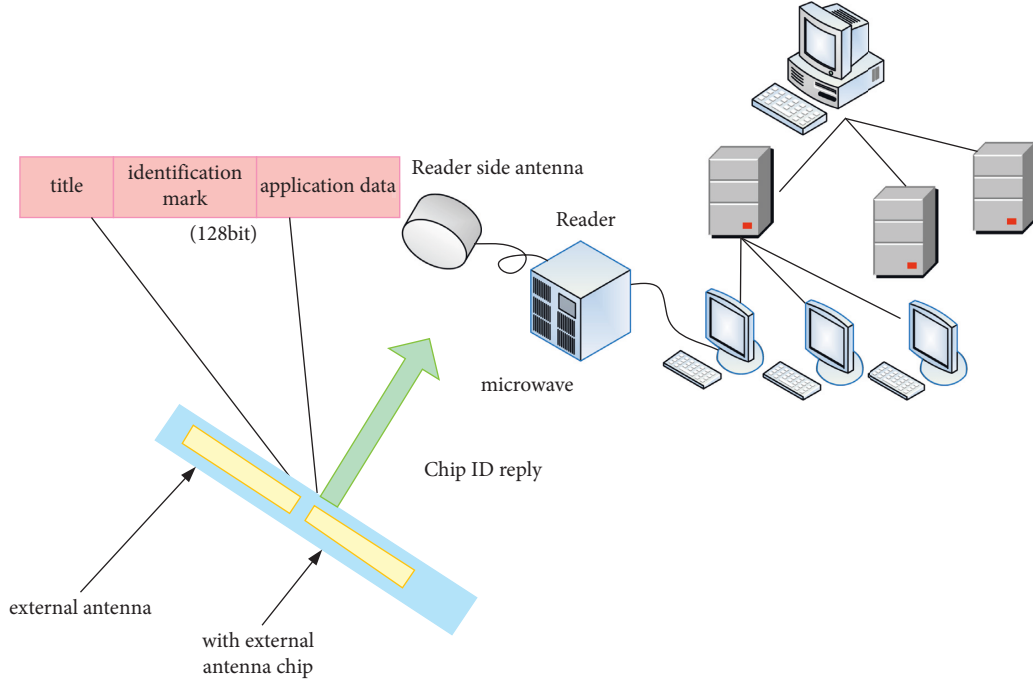 Reader side antenna
title
identification
mark
application data
(128bit)
Reader
microwave
Chip ID reply
external antenna
with external
antenna chip